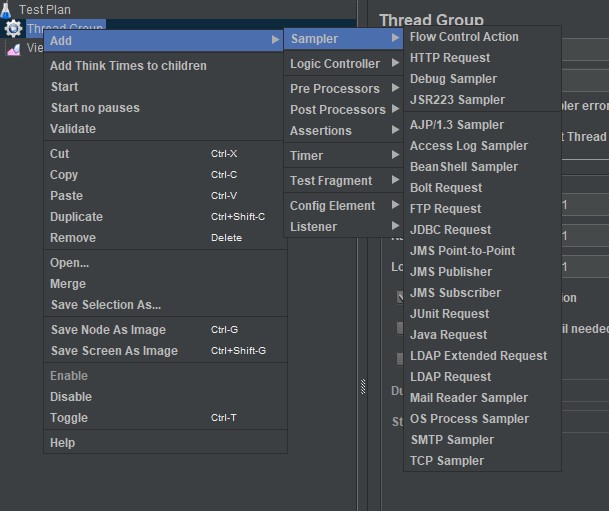 Test Plan
Thread Group
Thread Group
Vie
Add
Add Think Times to children
Start
Start no pauses
Validate
Cut Ctrl-X
Copy Ctrl-C
Paste Ctrl-V
Duplicate Ctrl+Shift-C
Remove Delete
Open...
Merge
Save Selection As...
Save Node As Image Ctrl-G
Save Screen As Image Ctrl+Shift-G
Enable
Disable
Toggle Ctrl-T
Help
Sampler
Logic Controller
Pre Processors
Post Processors
Assertions
Timer
Test Fragment
Config Element
Listener
Flow Control Action
HTTP Request
Debug Sampler
JSR223 Sampler
AJP/1.3 Sampler
Access Log Sampler
BeanShell Sampler
Bolt Request
FTP Request
JDBC Request
JMS Point-to-Point
JMS Publisher
JMS Subscriber
JUnit Request
Java Request
LDAP Extended Request
LDAP Request
Mail Reader Sampler
OS Process Sampler
SMTP Sampler
TCP Sampler
pler error
t Thread
1
1
Lo 1
ion
il needed
Du
St